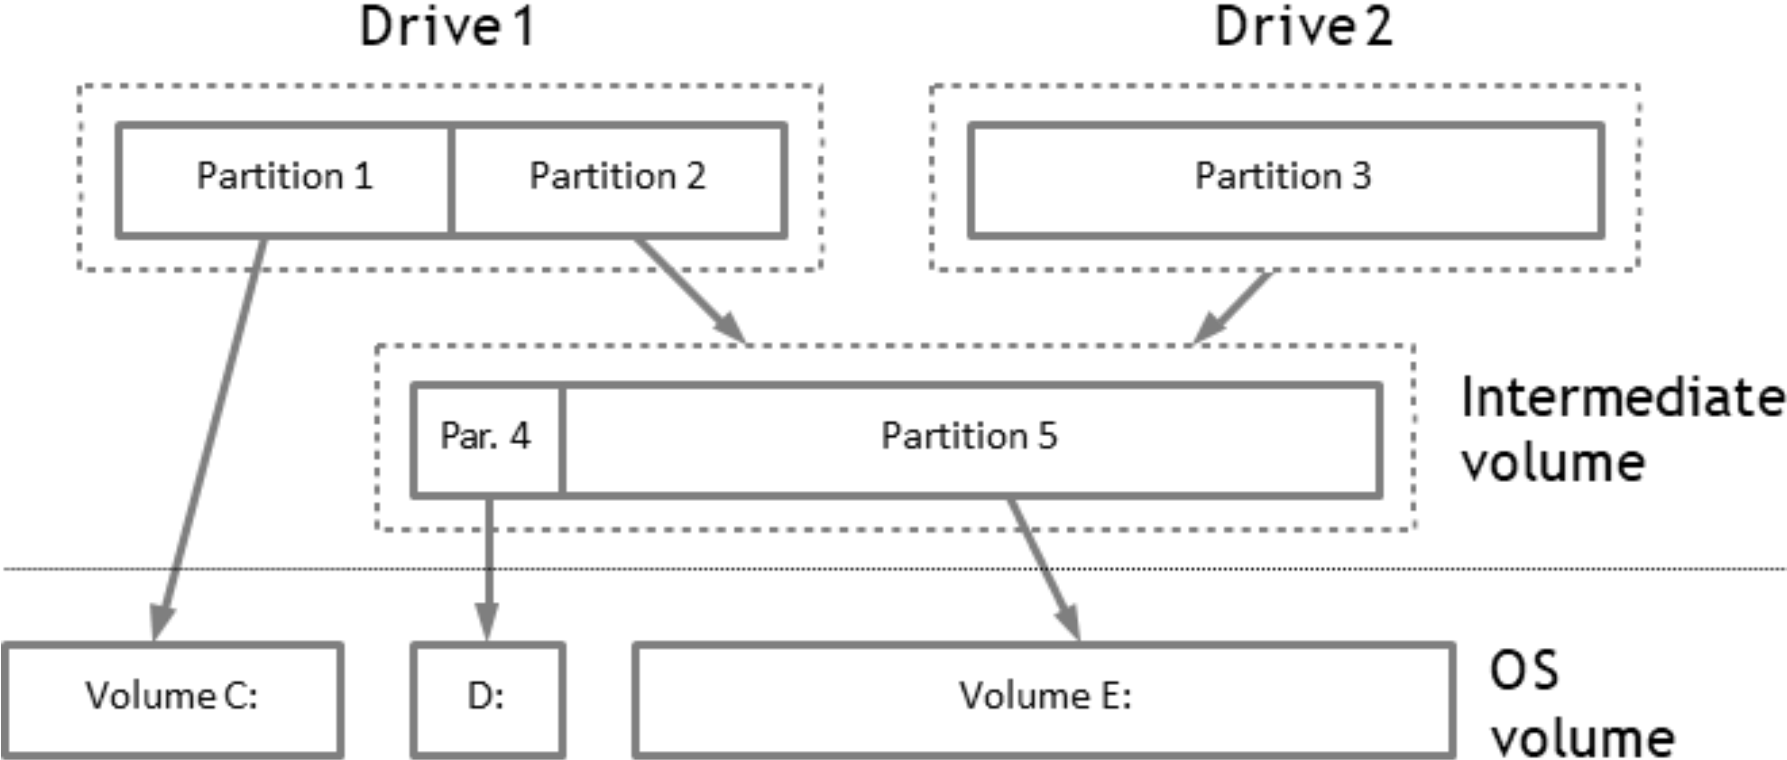 Drive 1
Drive 2
Partition 1
Partition 2
Partition 3
Par. 4
Partition 5
Intermediate
volume
Volume C:
D:
Volume E:
OS
volume